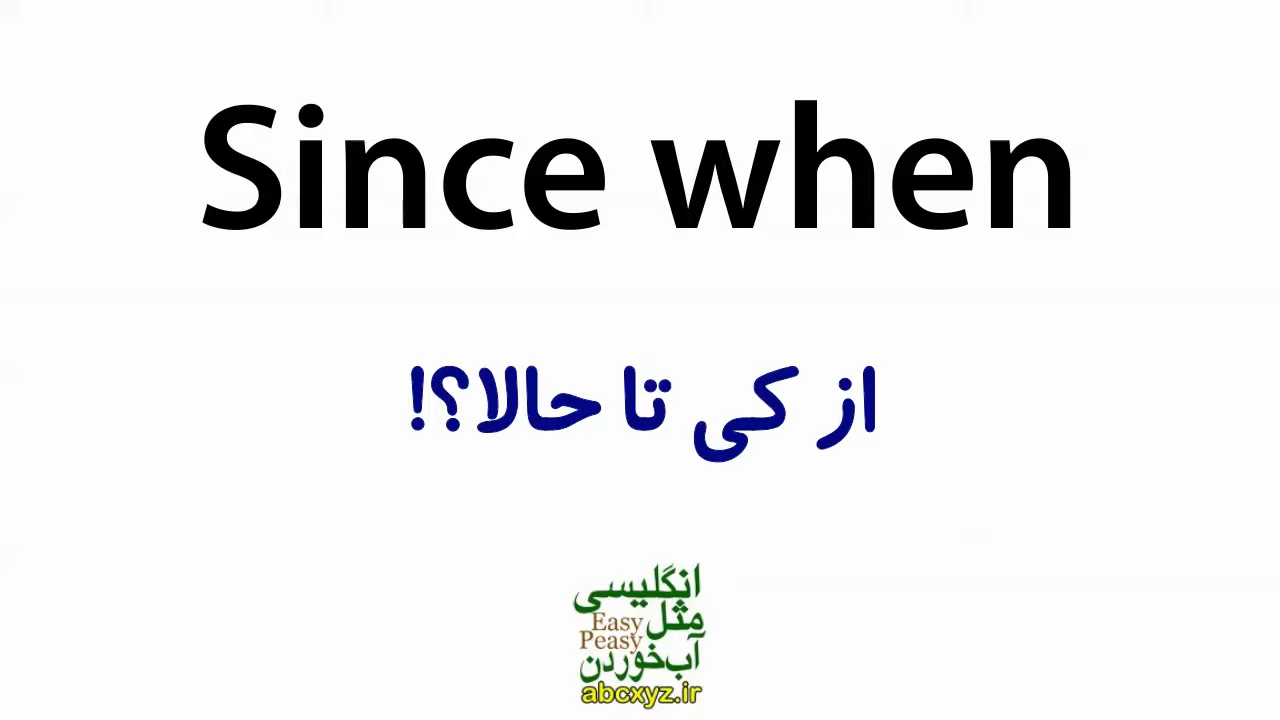 Since when
از کی تا حالا؟!
انگلیسی
مثل
Easy
Peasy
آب‌خوردن
abcxyz.ir